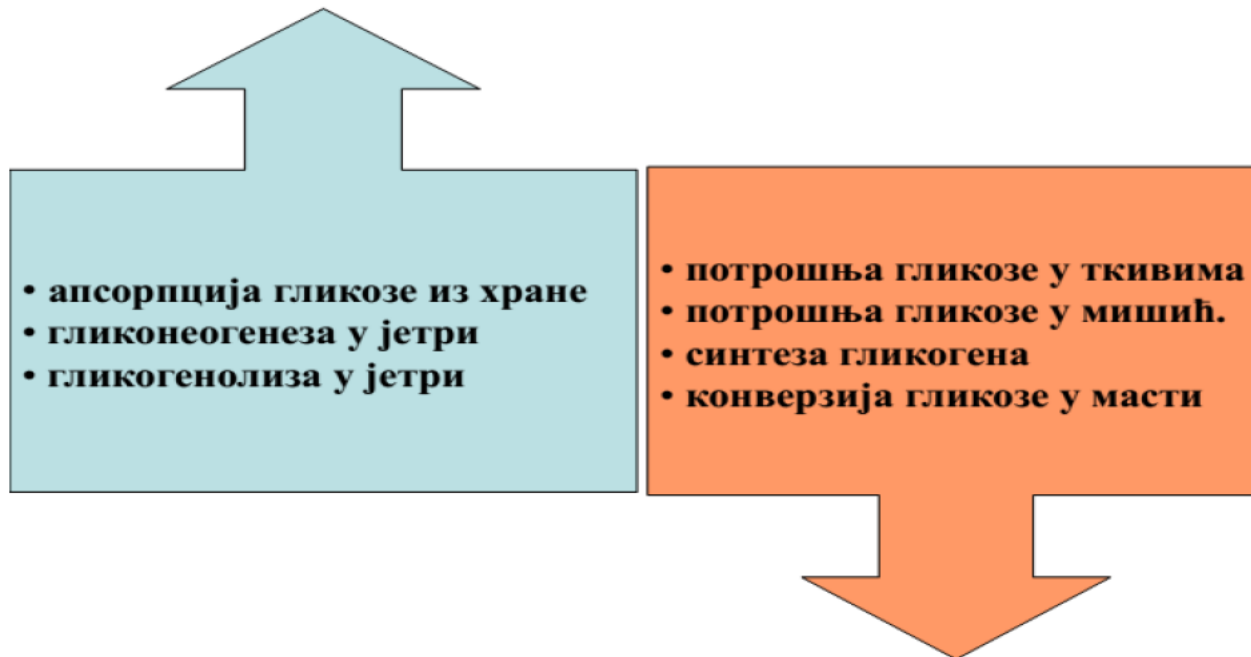 • апсорпција гликозе из хране
• гликонеогенеза у јетри
• гликогенолиза у јетри
• потрошња гликозе у ткивима
• потрошња гликозе у мишић.
• синтеза гликогена
• конверзија гликозе у масти